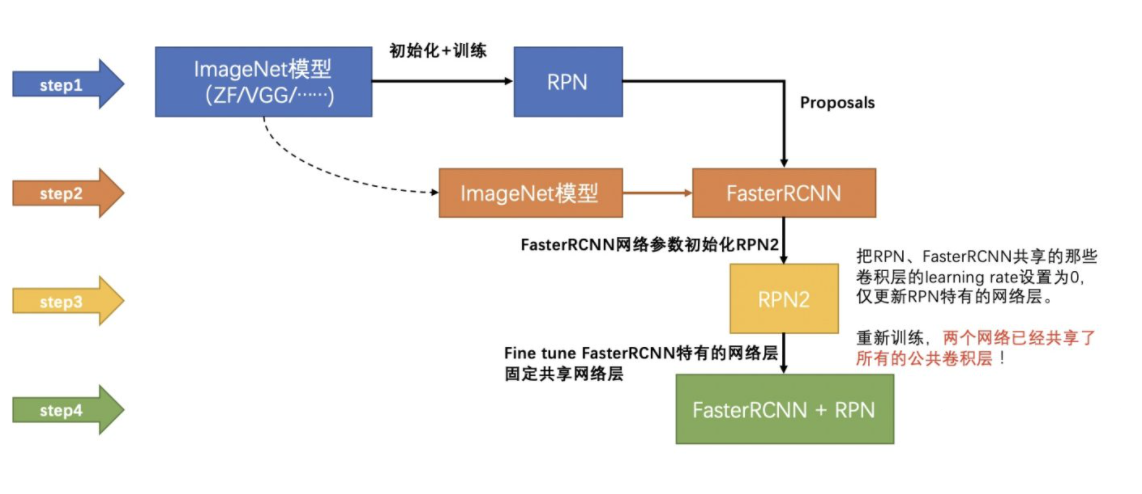 初始化+训练
step1
ImageNet模型
（ZF/VGG/……)
RPN
Proposals
step2
ImageNet模型
FasterRCNN
FasterRCNN网络参数初始化RPN2
把RPN、FasterRCNN共享的那些
卷积层的learning rate设置为0,
仅更新RPN特有的网络层。
step3
RPN2
重新训练，两个网络已经共享了
所有的公共卷积层！
Fine tune FasterRCNN特有的网络层
固定共享网络层
step4
FasterRCNN + RPN